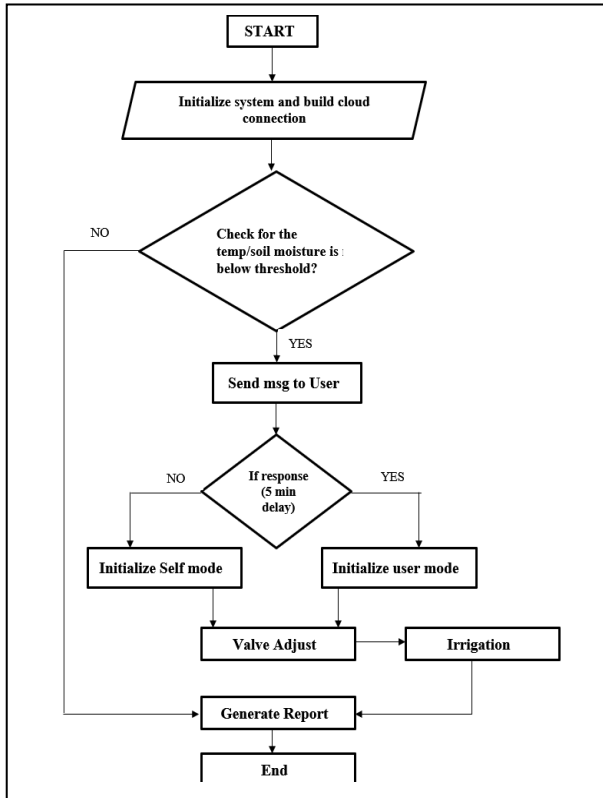 START
Initialize system and build cloud
connection
Check for the
temp/soil moisture is
below threshold?
NO
YES
Send msg to User
If response
(5 min
delay)
NO
YES
Initialize Self mode
Initialize user mode
Valve Adjust
Irrigation
Generate Report
End